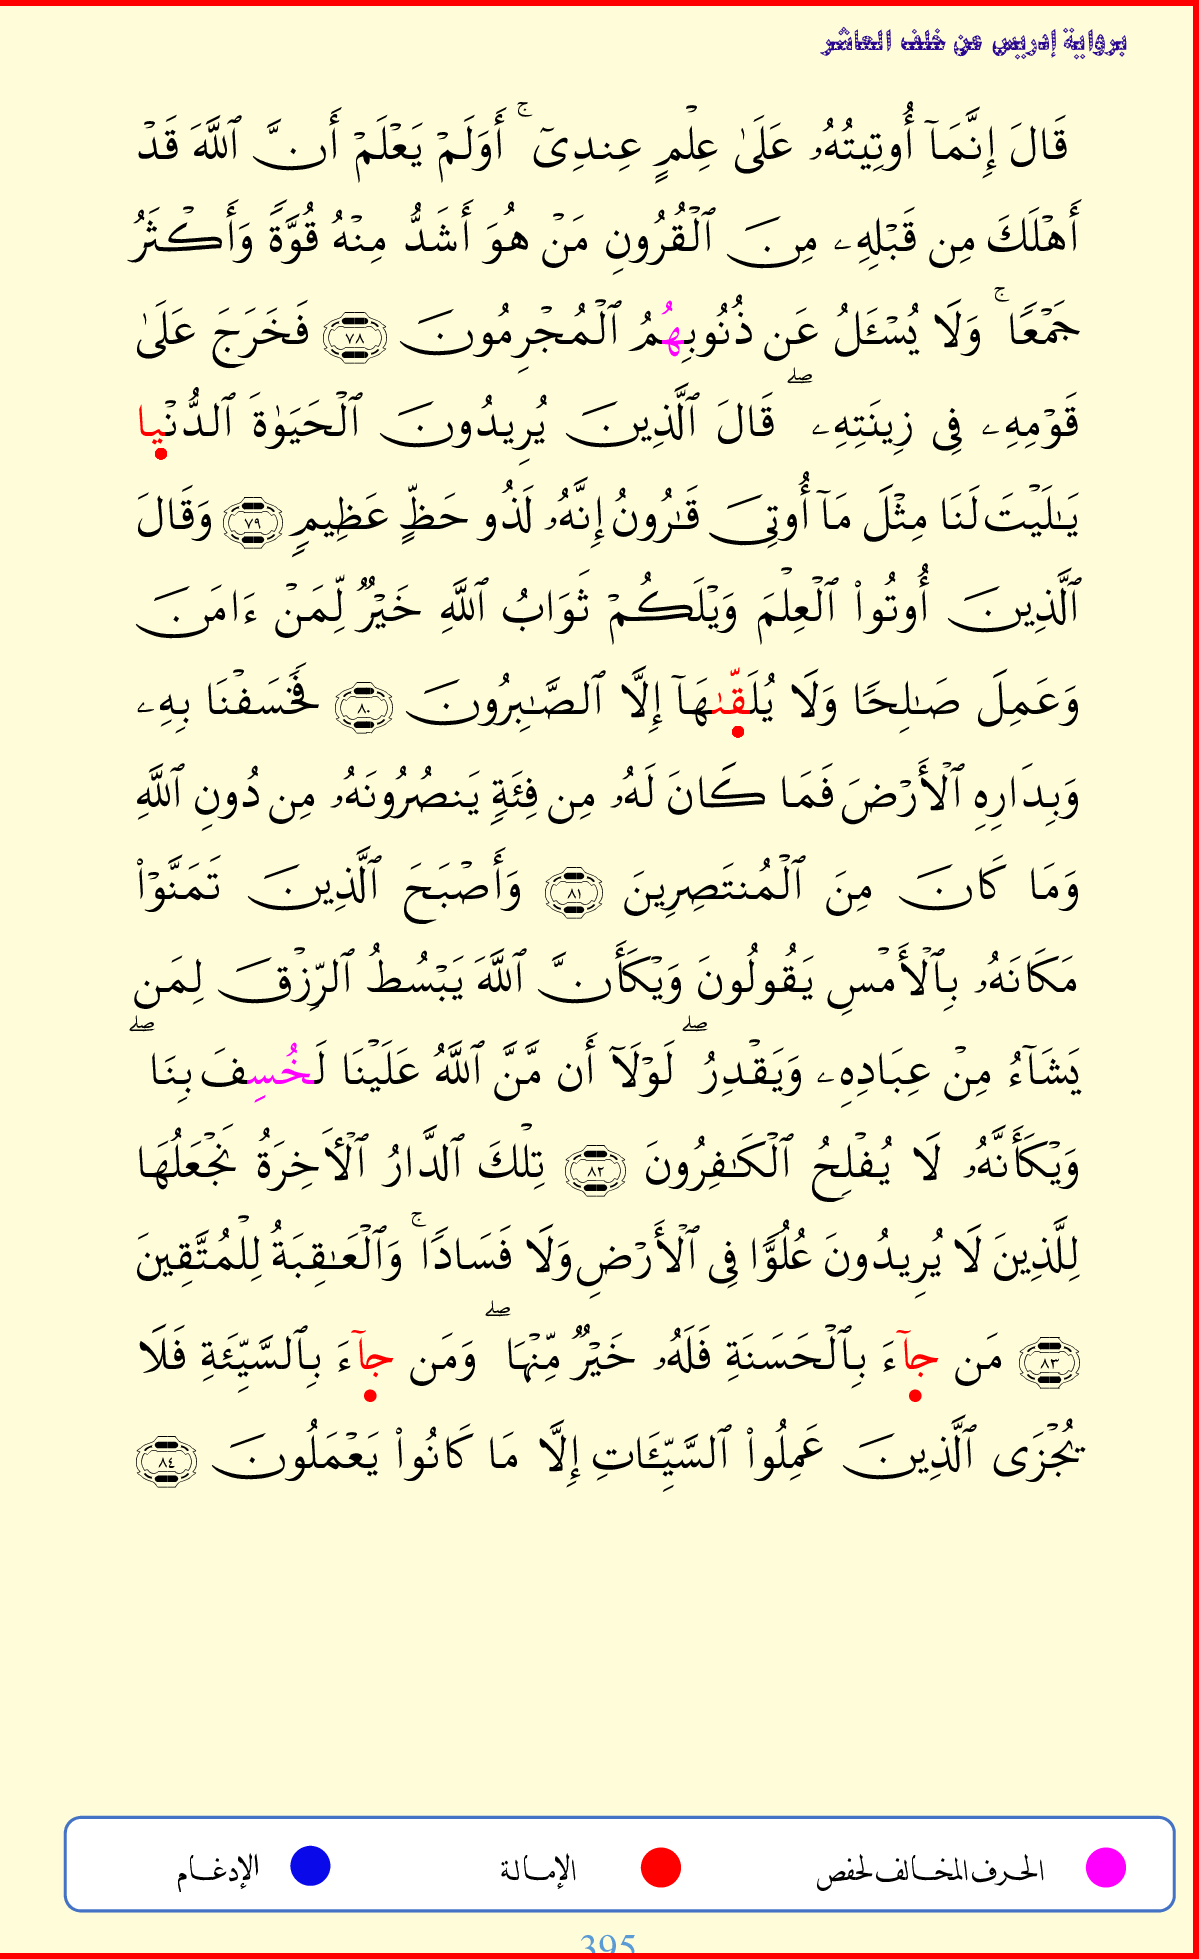 برواية إدريس عن خلف العاشر
قَالَ إِنَّمَآ أُوتِيتُهُۥ عَلَىٰ عِلْمٍ عِندِىٓ ۚ أَوَلَمْ يَعْلَمْ أَنَّ ٱللَّهَ قَدْ
أَهْلَكَ مِن قَبْلِهِۦ مِنَ ٱلْقُرُونِ مَنْ هُوَ أَشَدُّ مِنْهُ قُوَّةً وَأَكْثَرُ
جَمْعًا ۚ وَلَا يُسْـَٔلُ عَن ذُنُوبِهُمُ ٱلْمُجْرِمُونَ ٧٨ فَخَرَجَ عَلَىٰ
قَوْمِهِۦ فِى زِينَتِهِۦ ۖ قَالَ ٱلَّذِينَ يُرِيدُونَ ٱلْحَيَوٰةَ ٱلدُّنْيا
يَـٰلَيْتَ لَنَا مِثْلَ مَآ أُوتِىَ قَـٰرُونُ إِنَّهُۥ لَذُو حَظٍّ عَظِيمٍ ٧٩ وَقَالَ
ٱلَّذِينَ أُوتُوا۟ ٱلْعِلْمَ وَيْلَكُمْ ثَوَابُ ٱللَّهِ خَيْرٌ لِّمَنْ ءَامَنَ
وَعَمِلَ صَـٰلِحًا وَلَا يُلَقّىٰهَآ إِلَّا ٱلصَّـٰبِرُونَ ٨٠ فَخَسَفْنَا بِهِۦ
وَبِدَارِهِ ٱلْأَرْضَ فَمَا كَانَ لَهُۥ مِن فِئَةٍ يَنصُرُونَهُۥ مِن دُونِ ٱللَّهِ
وَمَا كَانَ مِنَ ٱلْمُنتَصِرِينَ ٨١ وَأَصْبَحَ ٱلَّذِينَ تَمَنَّوْا۟
مَكَانَهُۥ بِٱلْأَمْسِ يَقُولُونَ وَيْكَأَنَّ ٱللَّهَ يَبْسُطُ ٱلرِّزْقَ لِمَن
يَشَآءُ مِنْ عِبَادِهِۦ وَيَقْدِرُ ۖ لَوْلَآ أَن مَّنَّ ٱللَّهُ عَلَيْنَا لَخُسِفَ بِنَا ۖ
وَيْكَأَنَّهُۥ لَا يُفْلِحُ ٱلْكَـٰفِرُونَ ٨٢ تِلْكَ ٱلدَّارُ ٱلْأَخِرَةُ نَجْعَلُهَا
لِلَّذِينَ لَا يُرِيدُونَ عُلُوًّا فِى ٱلْأَرْضِ وَلَا فَسَادًا ۚ وَٱلْعَـٰقِبَةُ لِلْمُتَّقِينَ
٨٣ مَن جآءَ بِٱلْحَسَنَةِ فَلَهُۥ خَيْرٌ مِّنْهَا ۖ وَمَن جآءَ بِٱلسَّيِّئَةِ فَلَا
يُجْزَى ٱلَّذِينَ عَمِلُوا۟ ٱلسَّيِّـَٔاتِ إِلَّا مَا كَانُوا۟ يَعْمَلُونَ ٨٤
الحرف المخالف لحفص الإمالة الإدغام
395